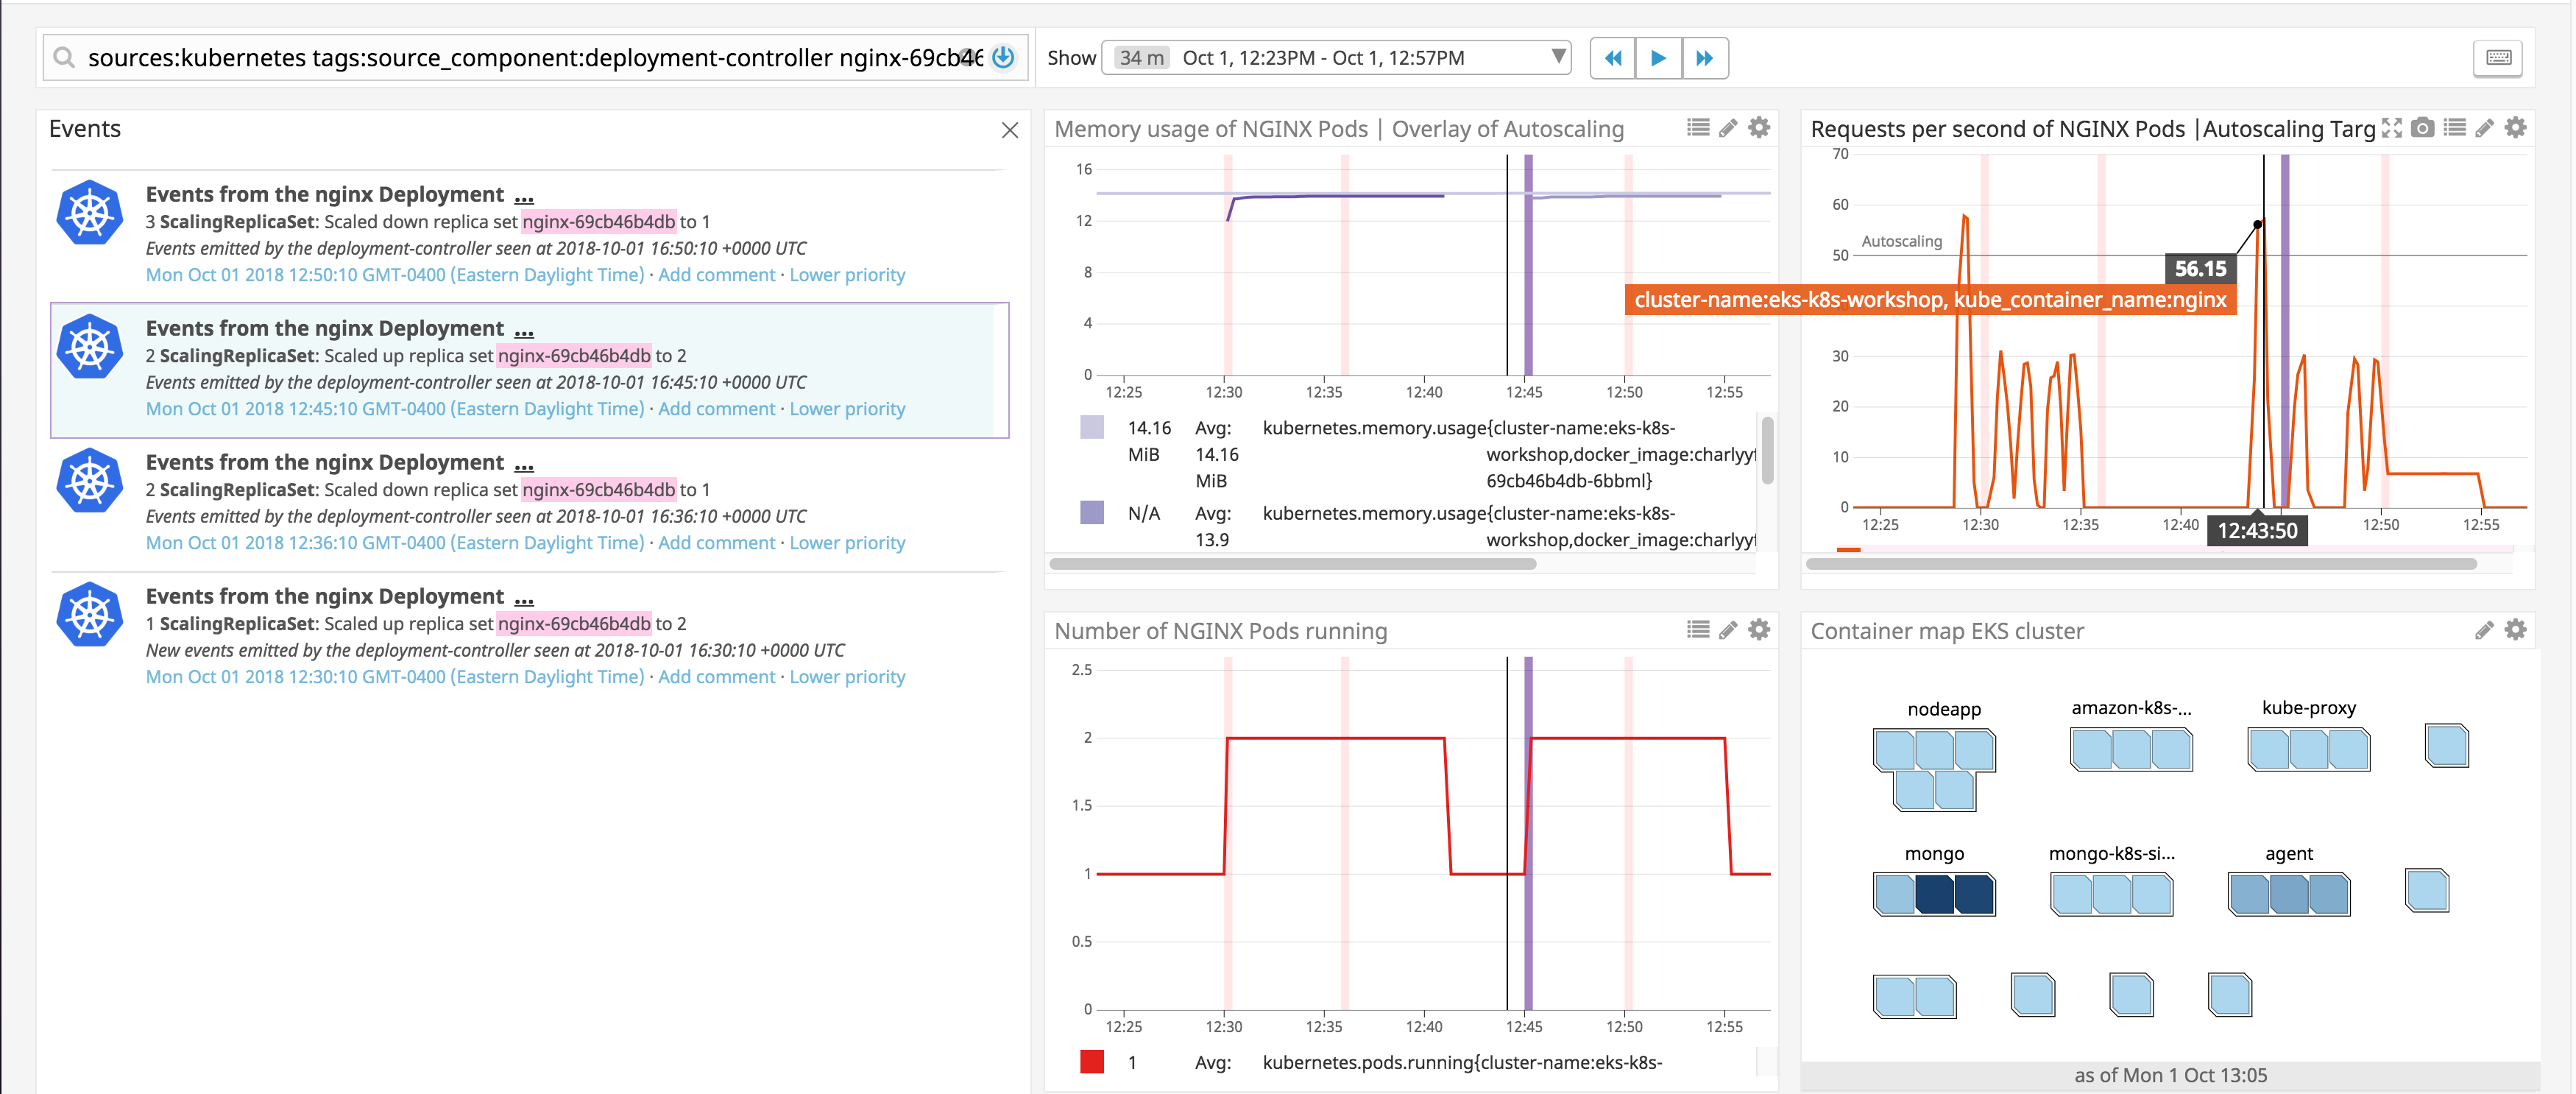 sources:kubernetes tags:source_component:deployment-controller nginx-69cb46
Show 34 m Oct 1, 12:23PM - Oct 1, 12:57PM
Events
Events from the nginx Deployment ...
3 ScalingReplicaSet: Scaled down replica set nginx-69cb46b4db to 1
Events emitted by the deployment-controller seen at 2018-10-01 16:50:10 +0000 UTC
Mon Oct 01 2018 12:50:10 GMT-0400 (Eastern Daylight Time) · Add comment · Lower priority
Events from the nginx Deployment ...
2 ScalingReplicaSet: Scaled up replica set nginx-69cb46b4db to 2
Events emitted by the deployment-controller seen at 2018-10-01 16:45:10 +0000 UTC
Mon Oct 01 2018 12:45:10 GMT-0400 (Eastern Daylight Time) · Add comment · Lower priority
Events from the nginx Deployment ...
2 ScalingReplicaSet: Scaled down replica set nginx-69cb46b4db to 1
Events emitted by the deployment-controller seen at 2018-10-01 16:36:10 +0000 UTC
Mon Oct 01 2018 12:36:10 GMT-0400 (Eastern Daylight Time) · Add comment · Lower priority
Events from the nginx Deployment ...
1 ScalingReplicaSet: Scaled up replica set nginx-69cb46b4db to 2
New events emitted by the deployment-controller seen at 2018-10-01 16:30:10 +0000 UTC
Mon Oct 01 2018 12:30:10 GMT-0400 (Eastern Daylight Time) · Add comment · Lower priority
Memory usage of NGINX Pods | Overlay of Autoscaling
16
12
8
4
0
12:25 12:30 12:35 12:40 12:45 12:50 12:55
14.16 Avg: kubernetes.memory.usage{cluster-name:eks-k8s-
MiB 14.16 workshop,docker_image:charlyyf
MiB 69cb46b4db-6bbml}
N/A Avg: kubernetes.memory.usage{cluster-name:eks-k8s-
13.9 workshop,docker_image:charlyyf
Requests per second of NGINX Pods |Autoscaling Targ
70
60
Autoscaling
50
56.15
cluster-name:eks-k8s-workshop, kube_container_name:nginx
30
20
10
0
12:25 12:30 12:35 12:40 12:50 12:55
12:43:50
Number of NGINX Pods running
2.5
2
1.5
1
0.5
0
12:25 12:30 12:35 12:40 12:45 12:50 12:55
1 Avg: kubernetes.pods.running{cluster-name:eks-k8s-
Container map EKS cluster
nodeapp amazon-k8s-... kube-proxy
mongo mongo-k8s-si... agent
as of Mon 1 Oct 13:05